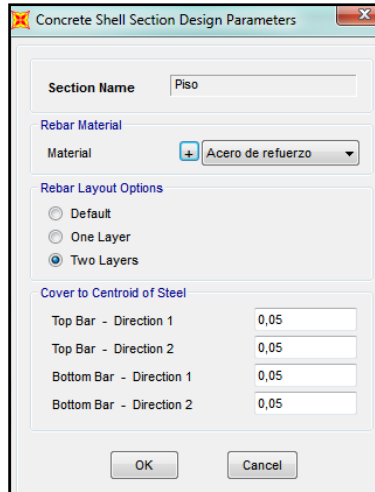 Concrete Shell Section Design Parameters
Section Name Piso
Rebar Material
Material + Acero de refuerzo
Rebar Layout Options
Default
One Layer
Two Layers
Cover to Centroid of Steel
Top Bar - Direction 1 0,05
Top Bar - Direction 2 0,05
Bottom Bar - Direction 1 0,05
Bottom Bar - Direction 2 0,05
OK Cancel